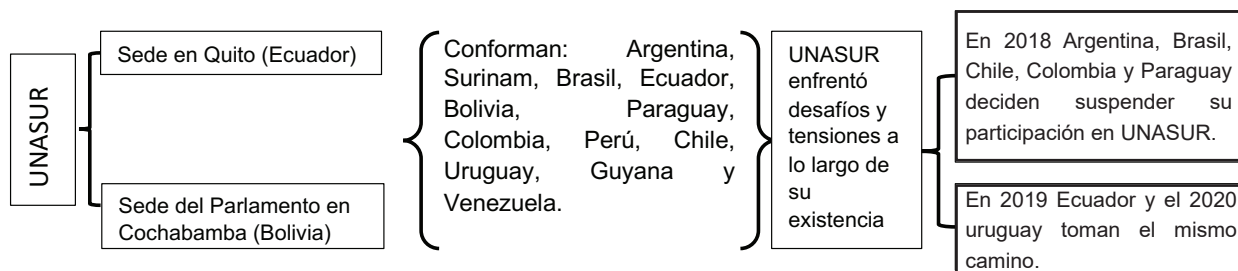 UNASUR
Sede en Quito (Ecuador)
Sede del Parlamento en
Cochabamba (Bolivia)
Conforman: Argentina,
Surinam, Brasil, Ecuador,
Bolivia, Paraguay,
Colombia, Perú, Chile,
Uruguay, Guyana y
Venezuela.
UNASUR
enfrentó
desafíos y
tensiones a
lo largo de
su
existencia
En 2018 Argentina, Brasil,
Chile, Colombia y Paraguay
deciden suspender su
participación en UNASUR.
En 2019 Ecuador y el 2020
uruguay toman el mismo
camino.